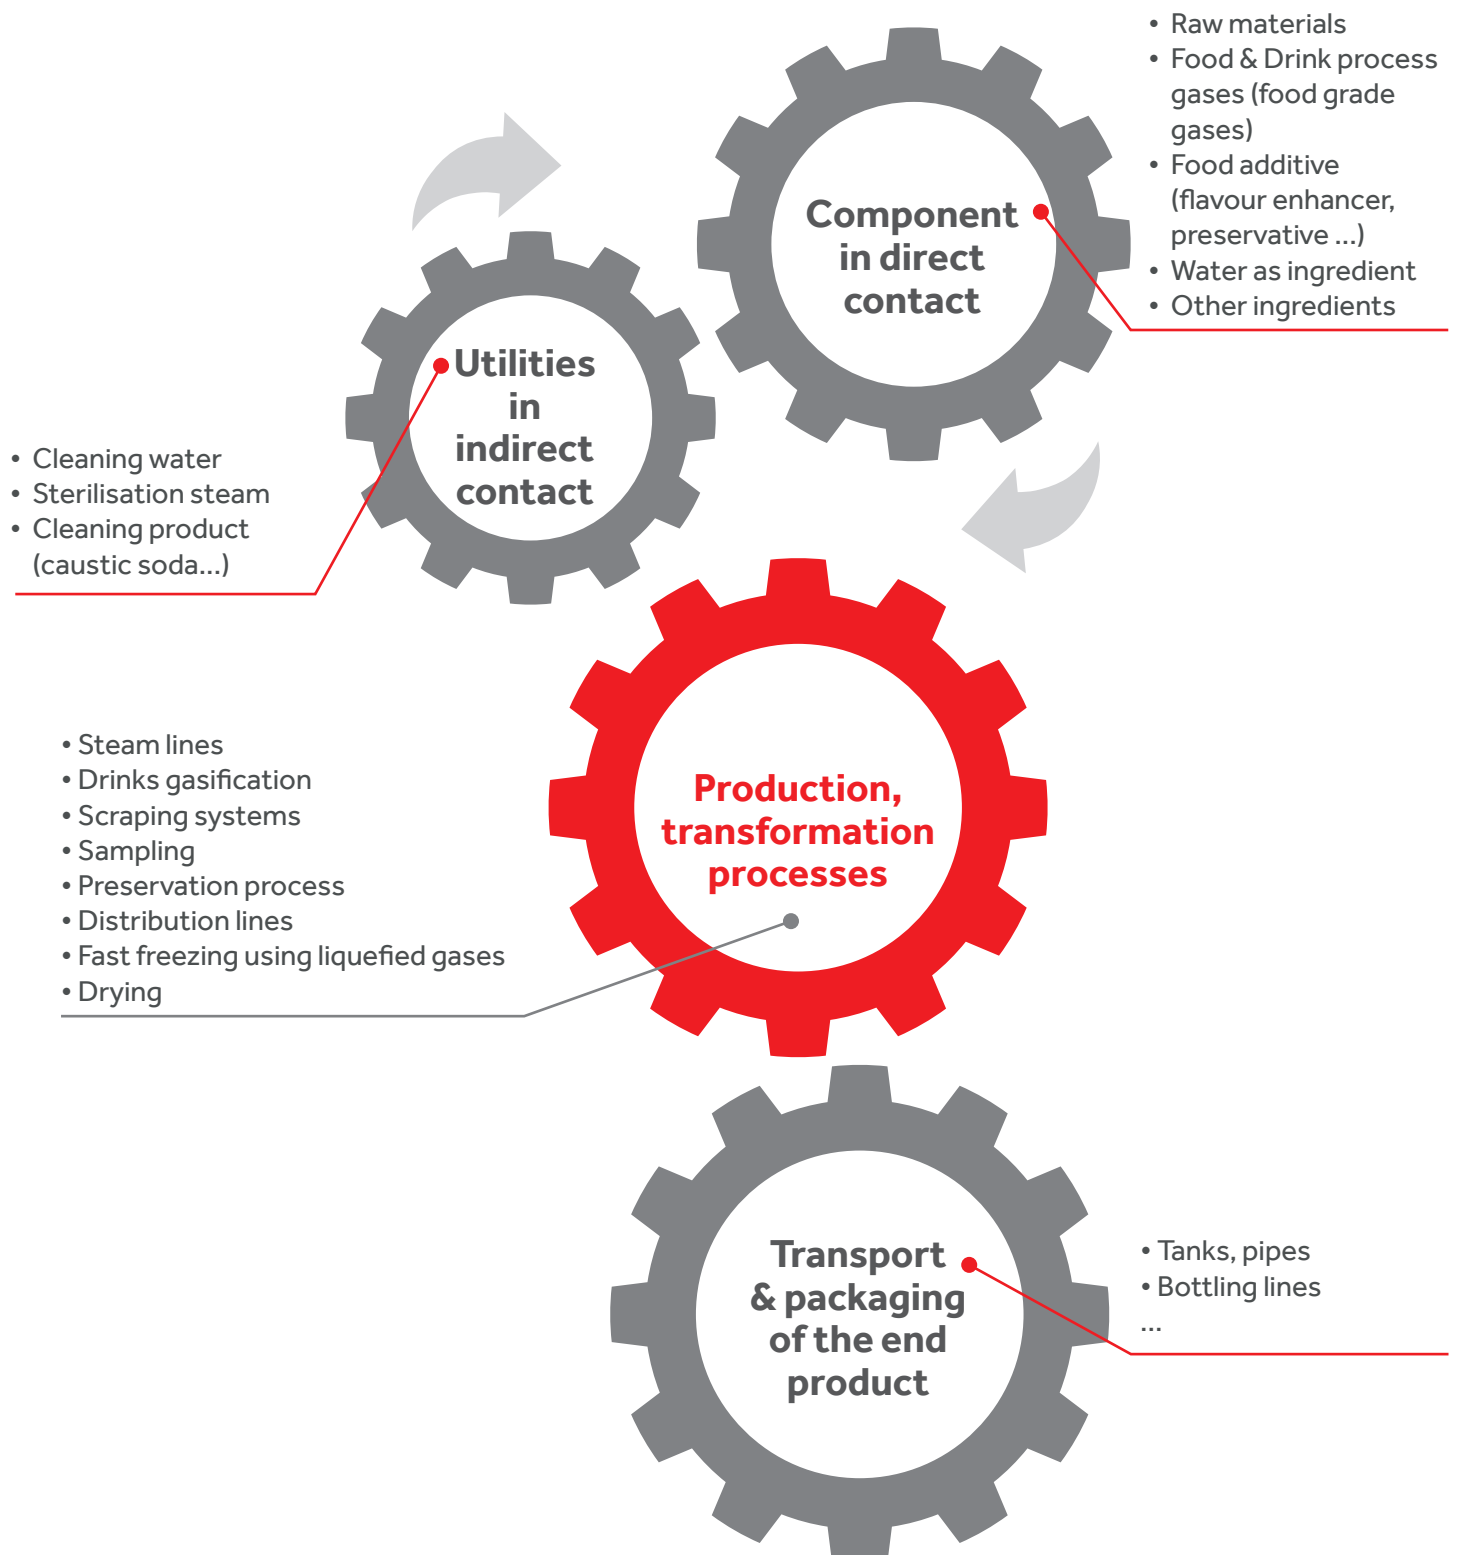 • Raw materials
• Food & Drink process
gases (food grade
gases)
• Food additive
(flavour enhancer,
preservative ...)
• Water as ingredient
• Other ingredients
Component
in direct
contact
Utilities
in
indirect
contact
• Cleaning water
• Sterilisation steam
• Cleaning product
(caustic soda...)
• Steam lines
• Drinks gasification
• Scraping systems
• Sampling
• Preservation process
• Distribution lines
• Fast freezing using liquefied gases
• Drying
Production,
transformation
processes
Transport
& packaging
of the end
product
• Tanks, pipes
• Bottling lines
...